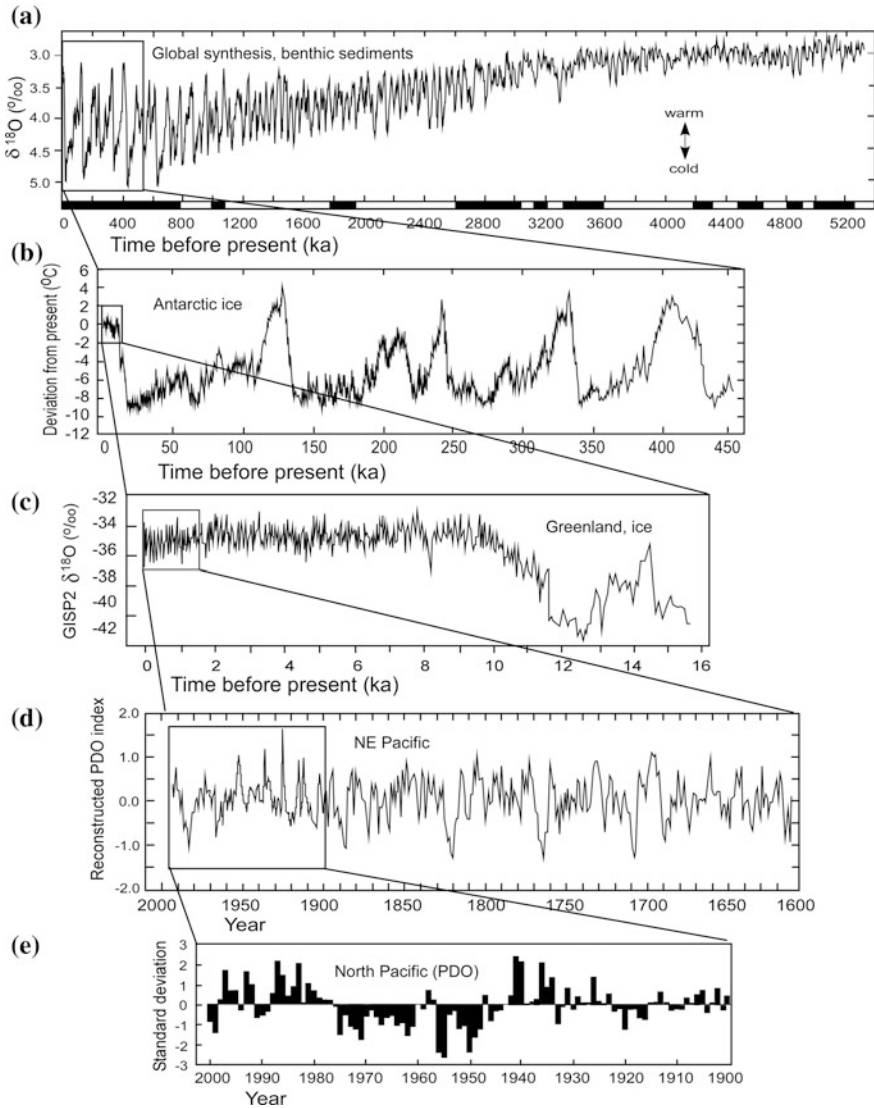 (a)
Global synthesis, benthic sediments
δ 18O (o/oo)
3.0
3.5
4.0
4.5
5.0
warm
cold
0 400 1200 2000 2800 3200 3600 4000 4400 4800 5200
Time before present (ka)
(b)
Antarctic ice
Deviation from present (oC)
6
4
2
0
-2
-4
-6
-8
-10
-12
0 50 100 150 200 250 300 350 400 450
Time before present (ka)
(c)
Greenland, ice
GISP2 δ18O (o/oo)
-32
-34
-36
-38
-40
-42
0 2 4 6 8 10 12 14 16
Time before present (ka)
(d)
NE Pacific
Reconstructed PDO index
2.0
1.0
0.0
-1.0
-2.0
2000 1950 1900 1850 1800 1750 1700 1650 1600
Year
(e)
North Pacific (PDO)
Standard deviation
3
2
1
0
-1
-2
-3
2000 1990 1980 1970 1960 1950 1940 1930 1920 1910 1900
Year